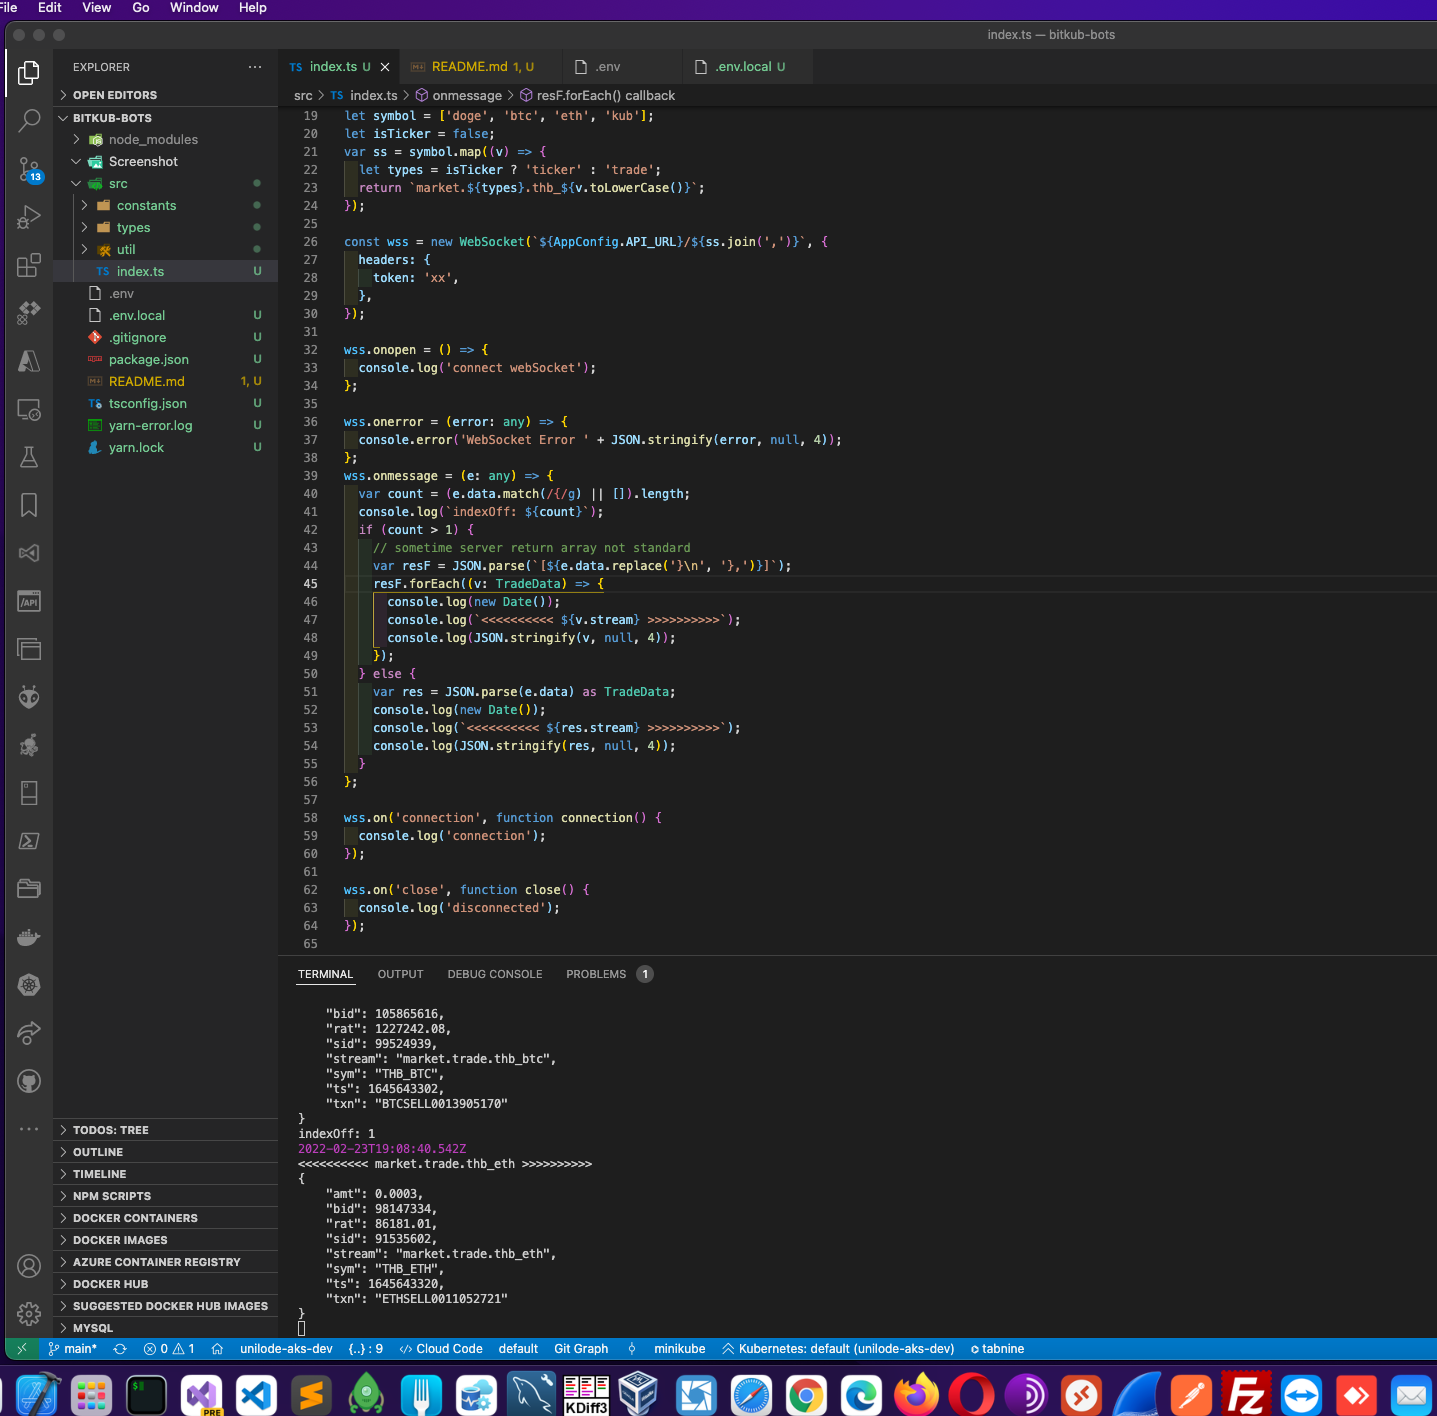 File Edit View Go Window Help
index.ts — bitkub-bots
EXPLORER
OPEN EDITORS
BITKUB-BOTS
node_modules
Screenshot
src
constants
types
util
TS index.ts U
.env
.env.local U
.gitignore U
package.json U
README.md 1, U
TS tsconfig.json U
yarn-error.log U
yarn.lock U
13
/API
TODOS: TREE
OUTLINE
TIMELINE
NPM SCRIPTS
DOCKER CONTAINERS
DOCKER IMAGES
AZURE CONTAINER REGISTRY
DOCKER HUB
SUGGESTED DOCKER HUB IMAGES
MYSQL
TS index.ts U README.md 1, U .env .env.local U
src > TS index.ts > onmessage > resF.forEach() callback
19 let symbol = ['doge', 'btc', 'eth', 'kub'];
20 let isTicker = false;
21 var ss = symbol.map((v) => {
22 let types = isTicker ? 'ticker' : 'trade';
23 return `market.${types}.thb_${v.toLowerCase()}`;
24 });
25
26 const wss = new WebSocket(`${AppConfig.API_URL}/${ss.join(',')}`, {
27 headers: {
28 token: 'xx',
29 },
30 });
31
32 wss.onopen = () => {
33 console.log('connect webSocket');
34 };
35
36 wss.onerror = (error: any) => {
37 console.error('WebSocket Error ' + JSON.stringify(error, null, 4));
38 };
39 wss.onmessage = (e: any) => {
40 var count = (e.data.match(/{/g) || []).length;
41 console.log(`indexOff: ${count}`);
42 if (count > 1) {
43 // sometime server return array not standard
44 var resF = JSON.parse(`[${e.data.replace('}\n', '},')}]`);
45 resF.forEach((v: TradeData) => {
46 console.log(new Date());
47 console.log(`<<<<<<<<<< ${v.stream} >>>>>>>>>>`);
48 console.log(JSON.stringify(v, null, 4));
49 });
50 } else {
51 var res = JSON.parse(e.data) as TradeData;
52 console.log(new Date());
53 console.log(`<<<<<<<<<< ${res.stream} >>>>>>>>>>`);
54 console.log(JSON.stringify(res, null, 4));
55 }
56 };
57
58 wss.on('connection', function connection() {
59 console.log('connection');
60 });
61
62 wss.on('close', function close() {
63 console.log('disconnected');
64 });
65
TERMINAL OUTPUT DEBUG CONSOLE PROBLEMS 1
"bid": 105865616,
"rat": 1227242.08,
"sid": 99524939,
"stream": "market.trade.thb_btc",
"sym": "THB_BTC",
"ts": 1645643302,
"txn": "BTCSELL0013905170"
}
indexOff: 1
2022-02-23T19:08:40.542Z
<<<<<<<<<< market.trade.thb_eth >>>>>>>>>>
{
"amt": 0.0003,
"bid": 98147334,
"rat": 86181.01,
"sid": 91535602,
"stream": "market.trade.thb_eth",
"sym": "THB_ETH",
"ts": 1645643320,
"txn": "ETHSELL0011052721"
}
main* 0 1 unilode-aks-dev {..} : 9 Cloud Code default Git Graph minikube Kubernetes: default (unilode-aks-dev) tabnine
PRE
KDiff3
FZ